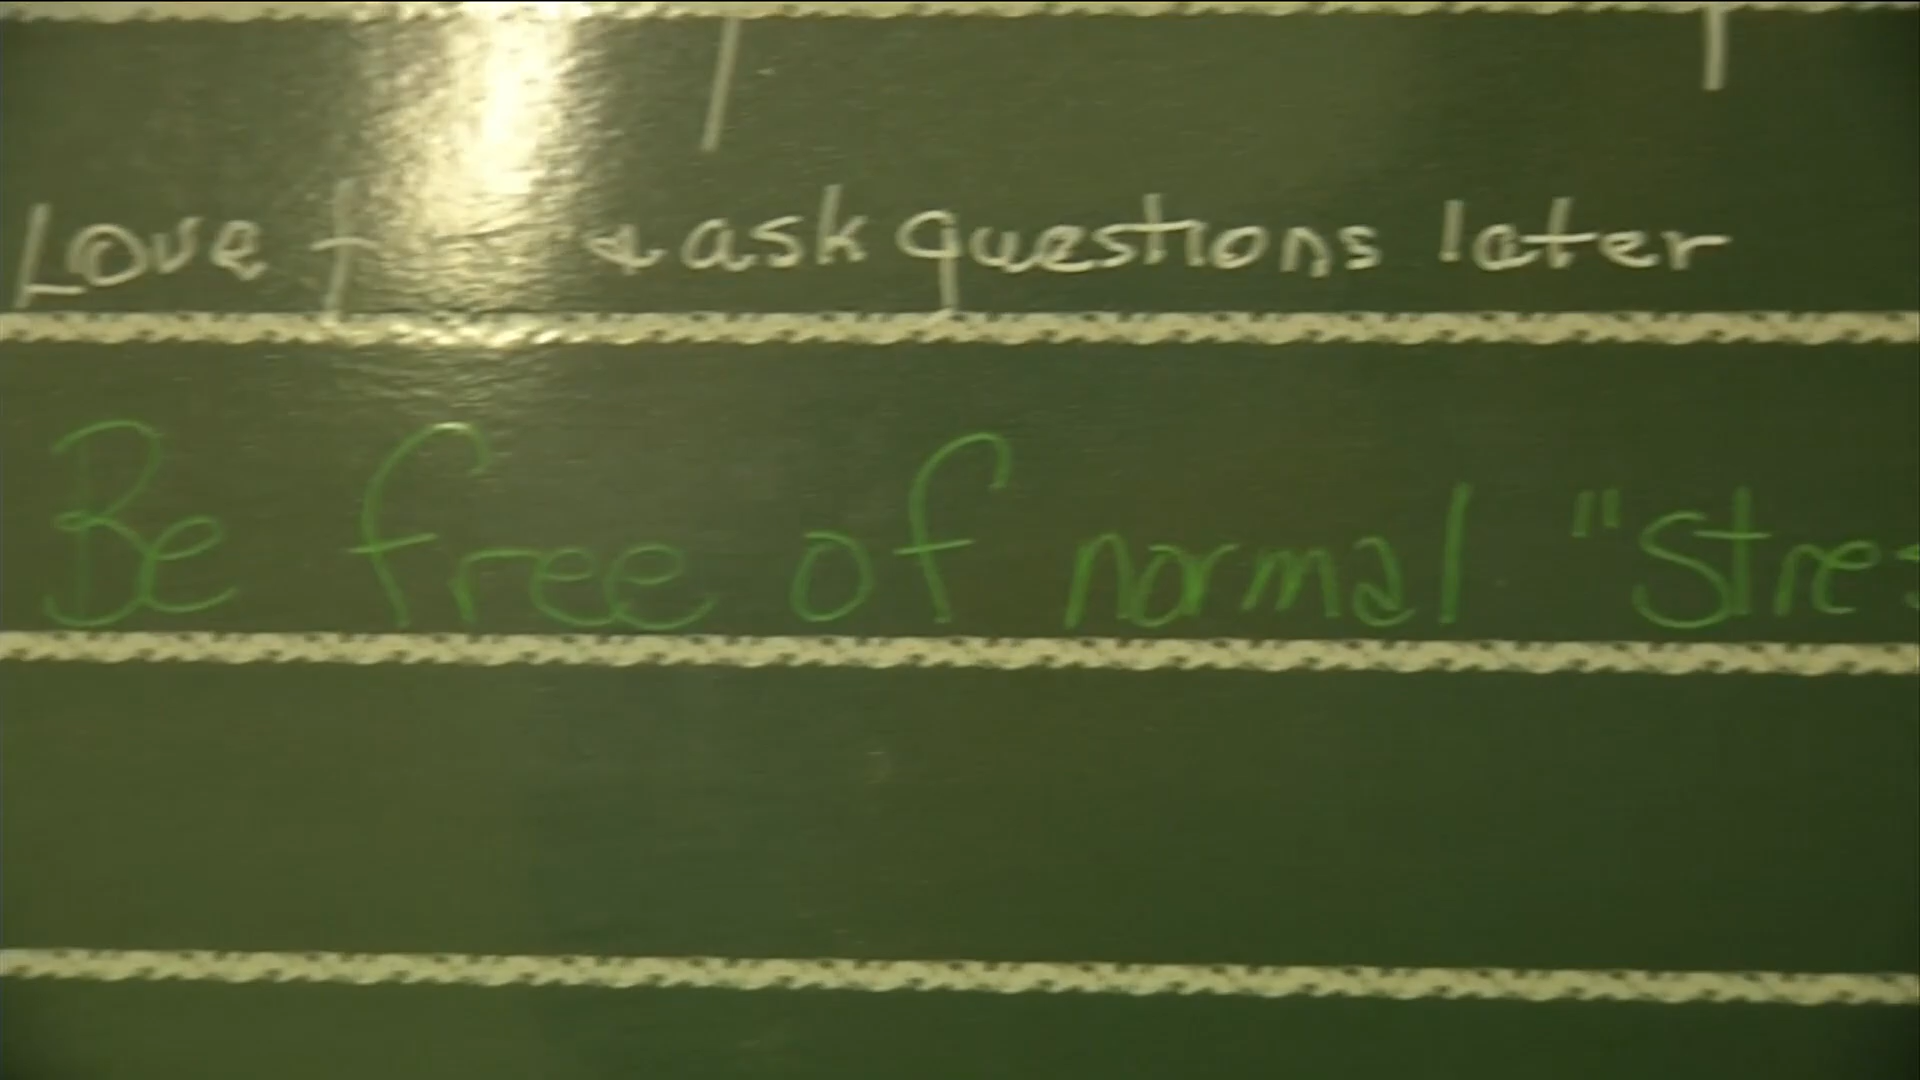 Love & ask questions later
Be free of normal "Stres